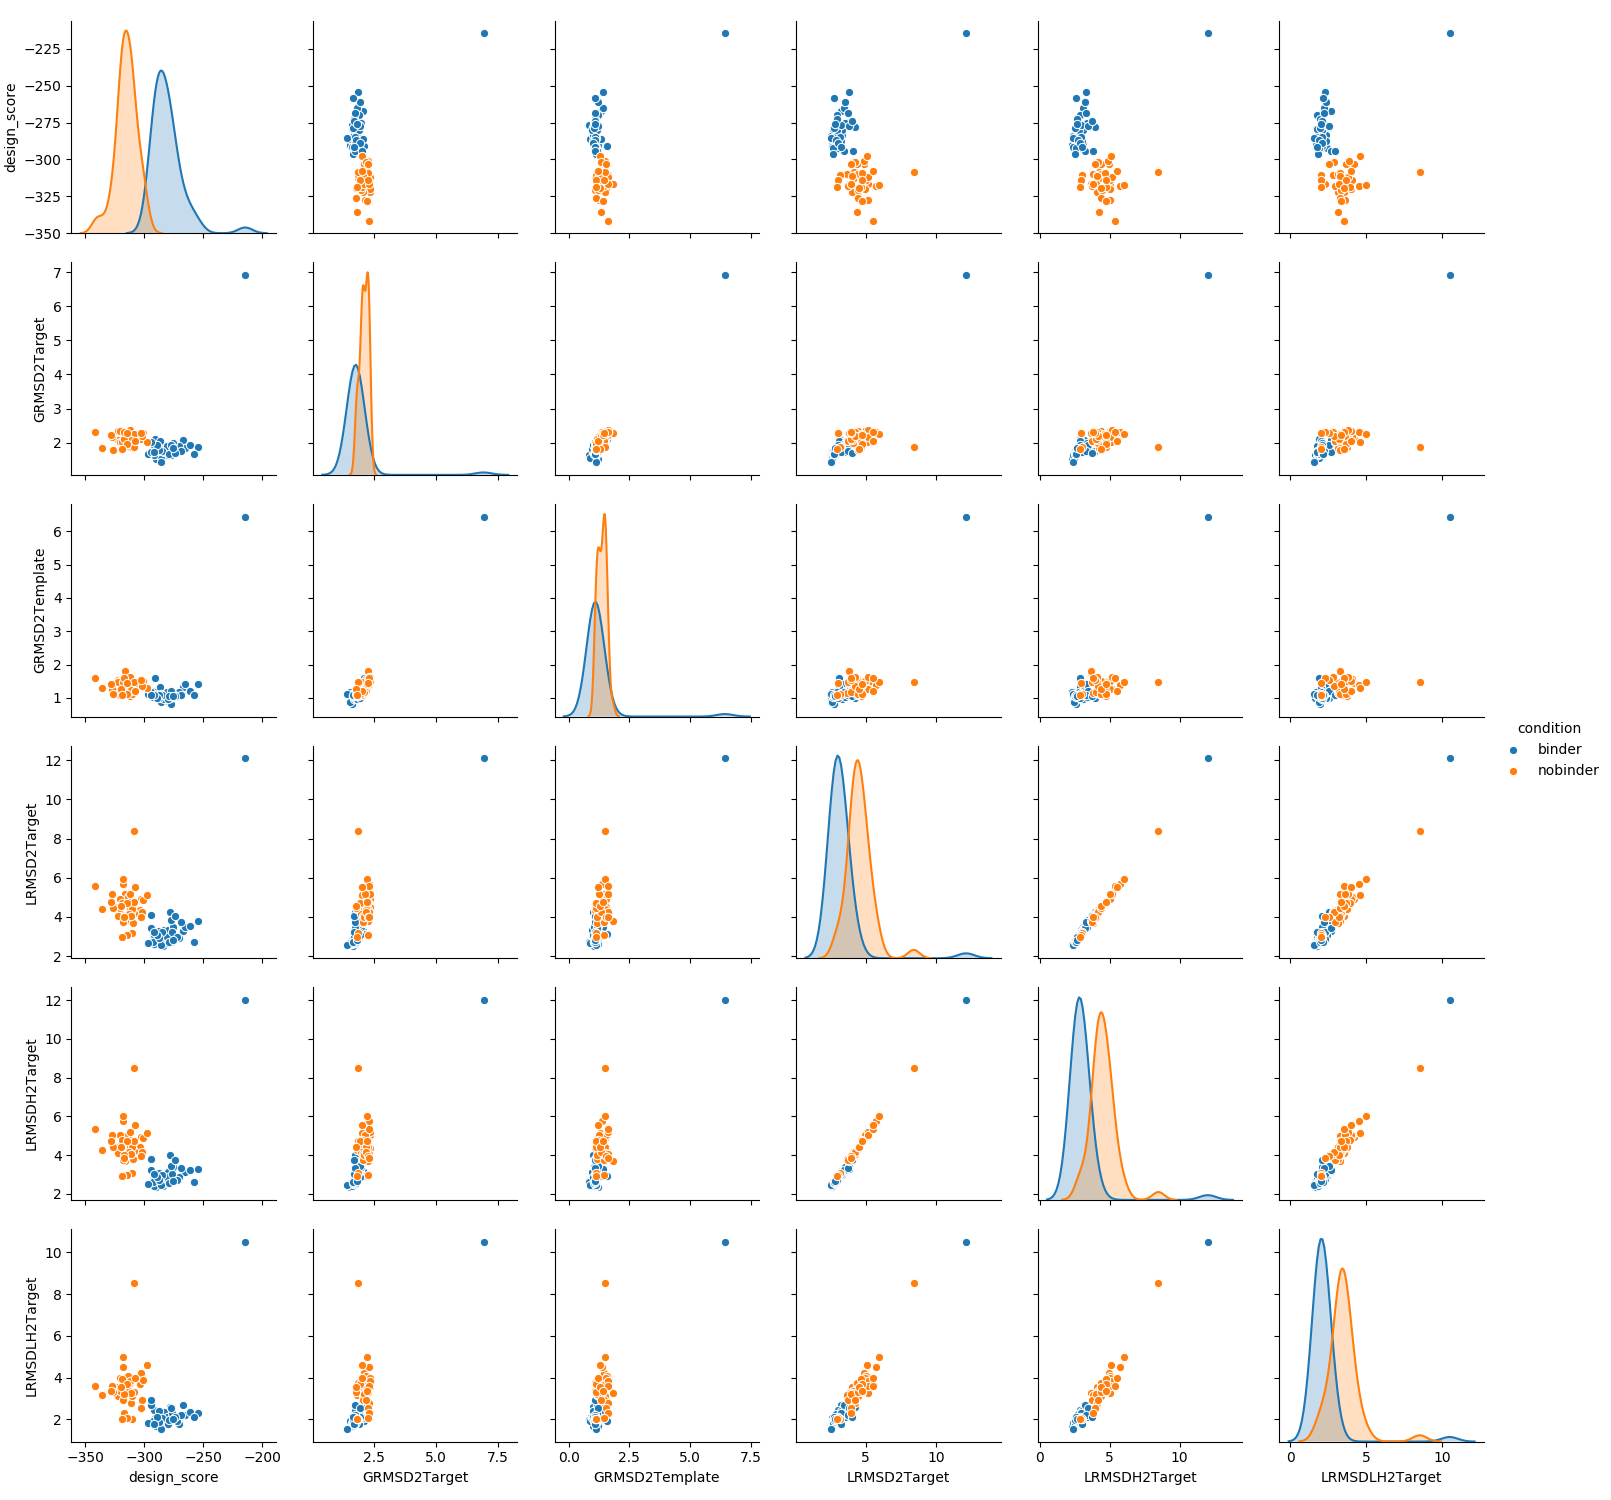 −225
−250
−275
−300
−325
−350
design_score
7
6
5
4
3
2
GRMSD2Target
6
5
4
3
2
1
GRMSD2Template
condition
binder
nobinder
12
10
8
6
4
2
LRMSD2Target
12
10
8
6
4
2
LRMSDH2Target
10
8
6
4
2
LRMSDLH2Target
−350 −300 −250 −200
2.5 5.0 7.5
0.0 2.5 5.0 7.5
5 10
0 5 10
0 5 10
design_score GRMSD2Target GRMSD2Template LRMSD2Target LRMSDH2Target LRMSDLH2Target